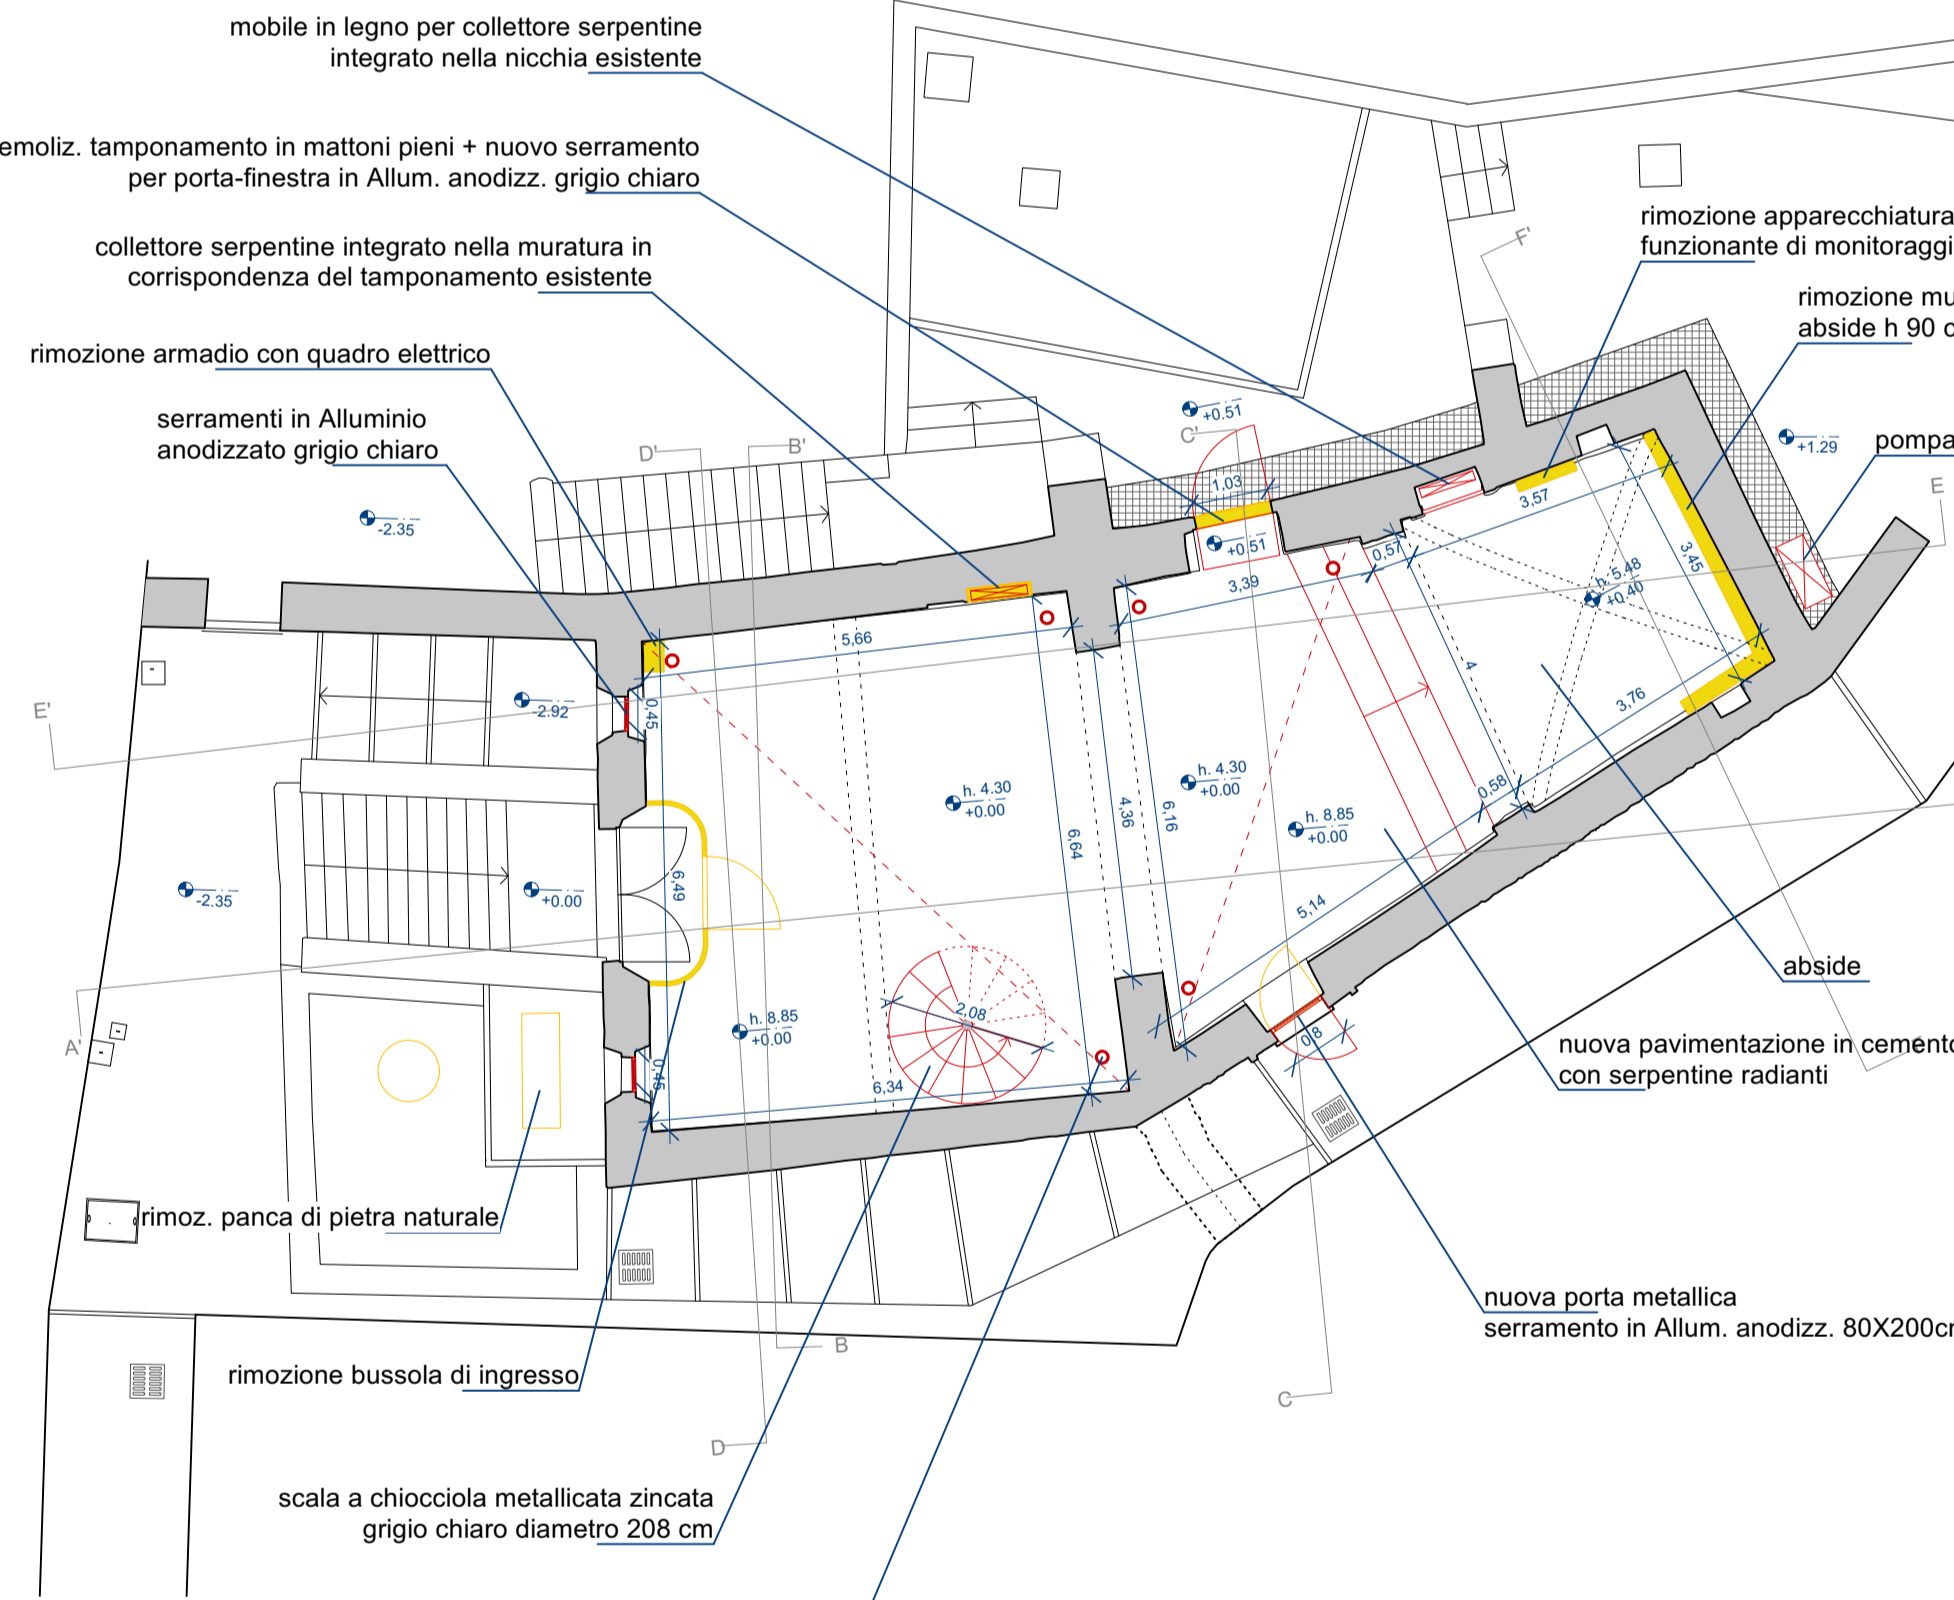 mobile in legno per collettore serpentine
integrato nella nicchia esistente
emoliz. tamponamento in mattoni pieni + nuovo serramento
per porta-finestra in Allum. anodizz. grigio chiaro
collettore serpentine integrato nella muratura in
corrispondenza del tamponamento esistente
rimozione armadio con quadro elettrico
serramenti in Alluminio
anodizzato grigio chiaro
rimozione apparecchiatura
funzionante di monitoraggi
rimozione mu
abside h 90 c
pompa
F'
E
D'
B'
C'
+0.51
+1.29
1,03
+0.51
3,57
0,57
3,39
3,45
h. 5.48
+0.40
-2.35
5,66
4
3,76
E'
-2.92
0,45
h. 4.30
+0.00
h. 4.30
+0.00
h. 8.85
+0.00
0,58
4,36
6,16
6,64
6,49
-2.35
+0.00
5,14
abside
2,08
h. 8.85
+0.00
A'
0,45
6,34
0,8
nuova pavimentazione in cemento
con serpentine radianti
rimoz. panca di pietra naturale
nuova porta metallica
serramento in Allum. anodizz. 80X200cm
B
rimozione bussola di ingresso
C
D
scala a chiocciola metallicata zincata
grigio chiaro diametro 208 cm